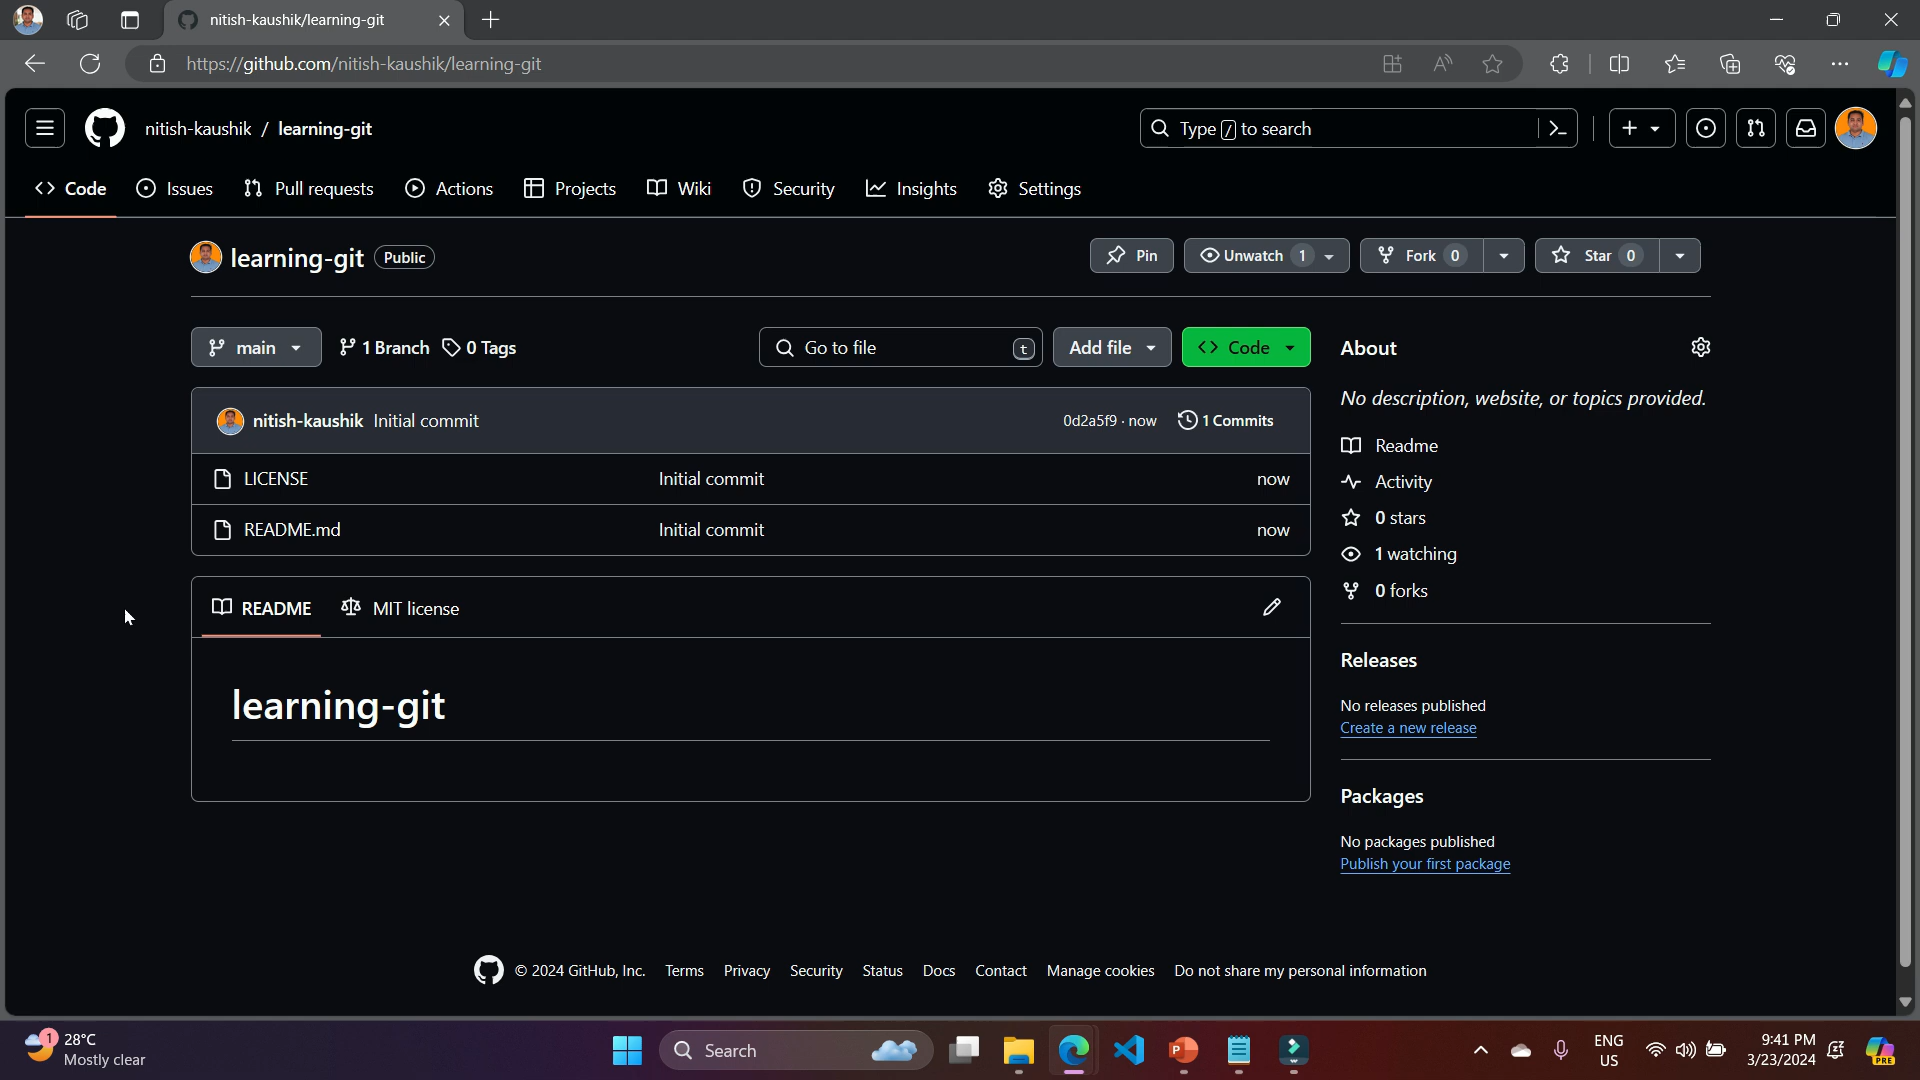 nitish-kaushik/learning-git
https://github.com/nitish-kaushik/learning-git
nitish-kaushik / learning-git
Type / to search
Code Issues Pull requests Actions Projects Wiki Security Insights Settings
learning-git Public
Pin Unwatch 1 Fork 0 Star 0
main 1 Branch 0 Tags Go to file t Add file Code
nitish-kaushik Initial commit 0d2a5f9 · now 1 Commits
LICENSE Initial commit now
README.md Initial commit now
README MIT license
learning-git
About
No description, website, or topics provided.
Readme
Activity
0 stars
1 watching
0 forks
Releases
No releases published
Create a new release
Packages
No packages published
Publish your first package
© 2024 GitHub, Inc. Terms Privacy Security Status Docs Contact Manage cookies Do not share my personal information
1 28°C
Mostly clear
Search
ENG
US
9:41 PM
3/23/2024
PRE